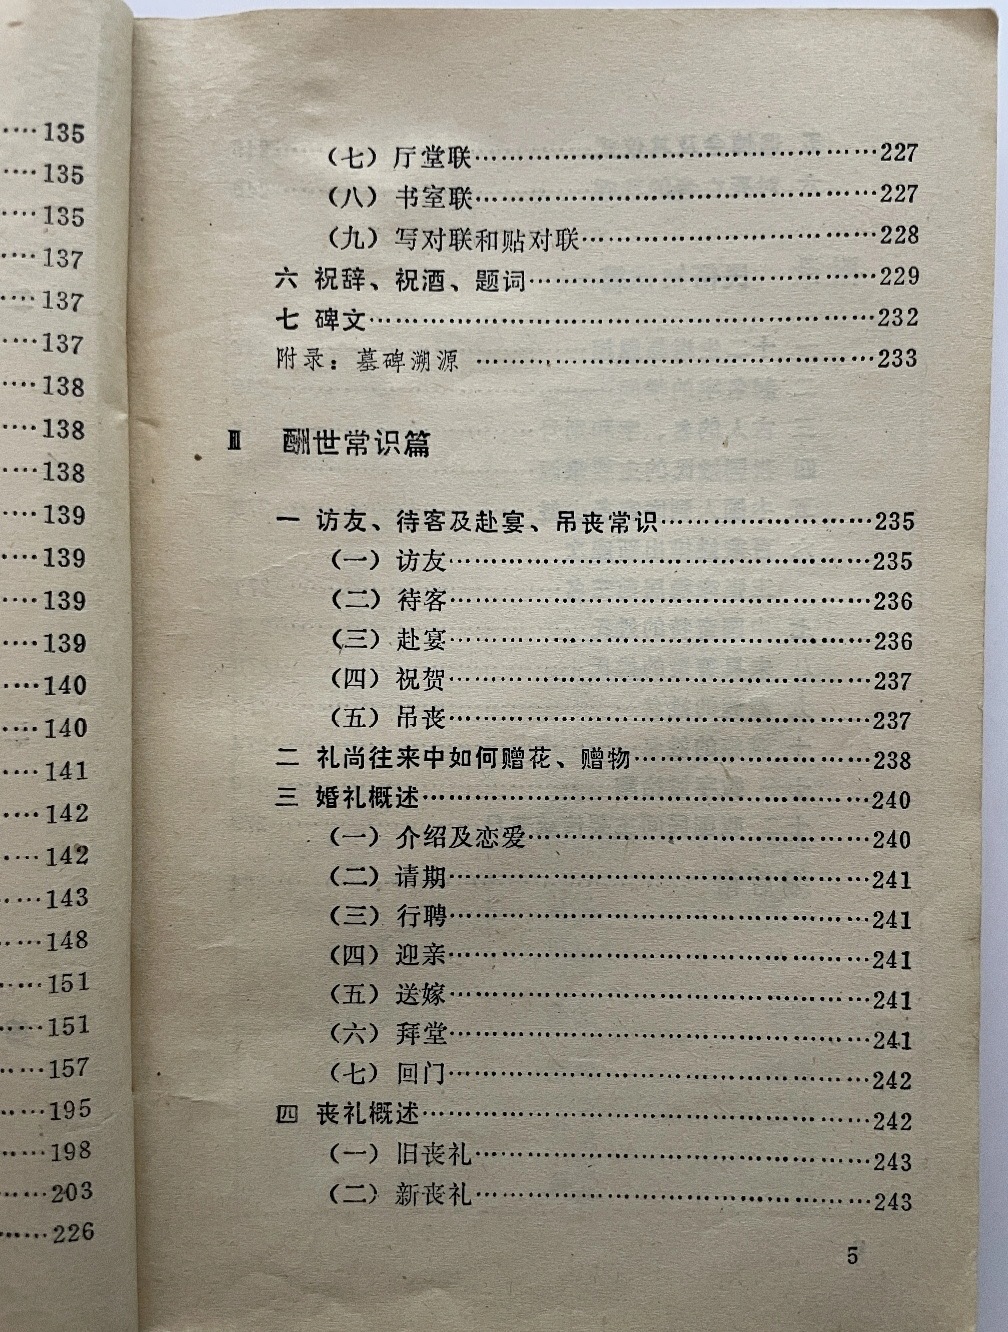 ····135
····135
····135
····137
····137
····137
····138
····138
····138
····139
····139
····139
····139
····140
····140
····141
····142
····142
····143
····148
····151
····151
····157
····195
····198
····203
····226
（七）厅堂联································227
（八）书室联································227
（九）写对联和贴对联························228
六 祝辞、祝酒、题词····························229
七 碑文········································232
附录：墓碑溯源 ································233
Ⅲ 酬世常识篇
一 访友、待客及赴宴、吊丧常识················235
（一）访友··································235
（二）待客··································236
（三）赴宴··································236
（四）祝贺··································237
（五）吊丧··································237
二 礼尚往来中如何赠花、赠物··················238
三 婚礼概述····································240
（一）介绍及恋爱····························240
（二）请期··································241
（三）行聘··································241
（四）迎亲··································241
（五）送嫁··································241
（六）拜堂··································241
（七）回门··································242
四 丧礼概述····································242
（一）旧丧礼································243
（二）新丧礼································243
5